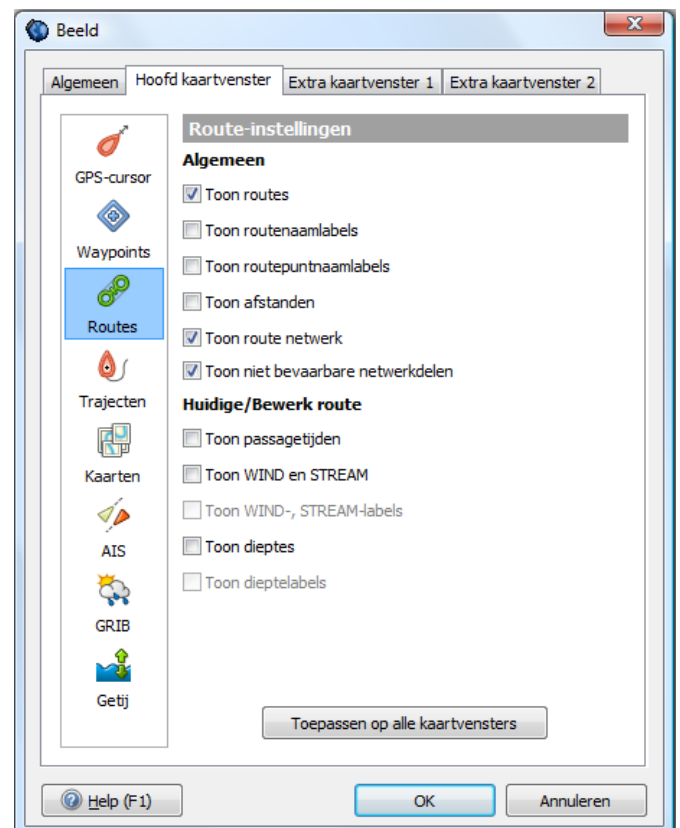 Beeld
Algemeen
Hoofd kaartvenster
Extra kaartvenster 1
Extra kaartvenster 2
GPS-cursor
Waypoints
Routes
Trajecten
Kaarten
AIS
GRIB
Getij
Route-instellingen
Algemeen
Toon routes
Toon routenaamlabels
Toon routepuntnaamlabels
Toon afstanden
Toon route netwerk
Toon niet bevaarbare netwerkdelen
Huidige/Bewerk route
Toon passagetijden
Toon WIND en STREAM
Toon WIND-, STREAM-labels
Toon dieptes
Toon dieptelabels
Toepassen op alle kaartvensters
Help (F1)
OK
Annuleren